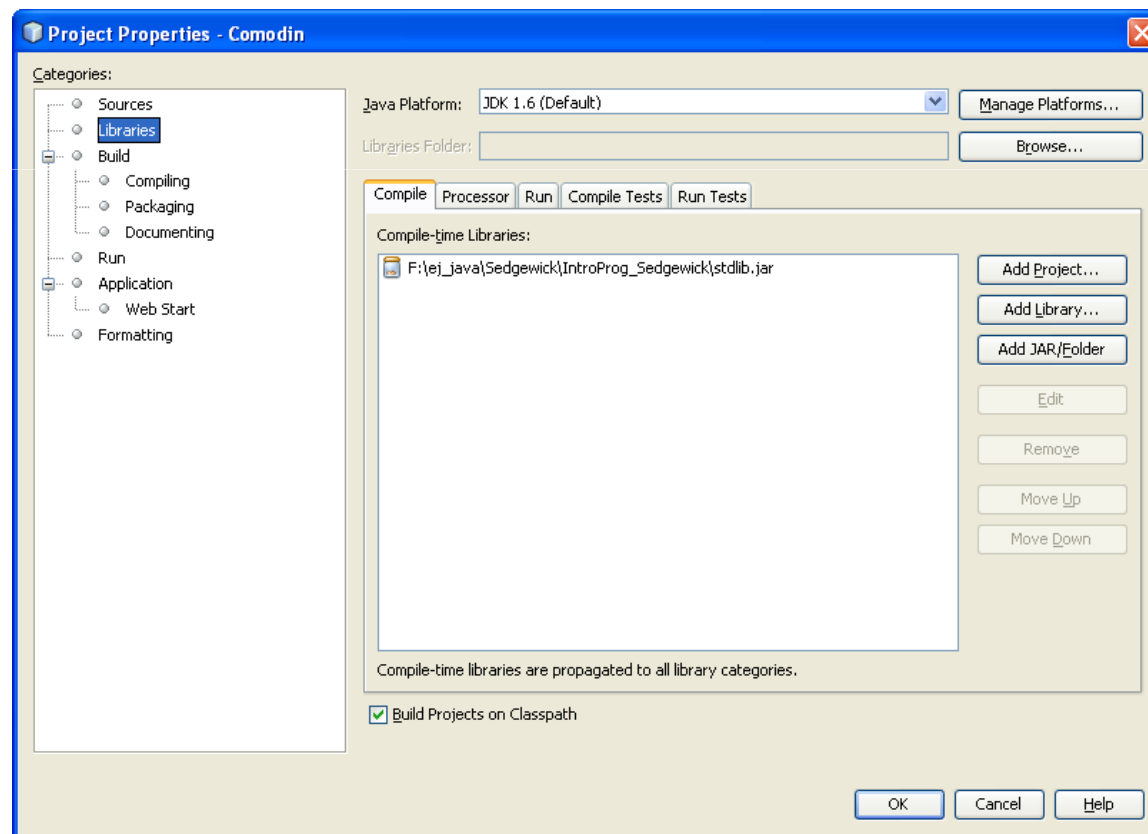 Project Properties - Comodin
Categories:
Sources
Libraries
Build
Compiling
Packaging
Documenting
Run
Application
Web Start
Formatting
Java Platform: JDK 1.6 (Default) Manage Platforms...
Libraries Folder: Browse...
Compile Processor Run Compile Tests Run Tests
Compile-time Libraries:
F:\ej_java\Sedgewick\IntroProg_Sedgewick\stdlib.jar
Add Project...
Add Library...
Add JAR/Folder
Edit
Remove
Move Up
Move Down
Compile-time libraries are propagated to all library categories.
Build Projects on Classpath
OK Cancel Help